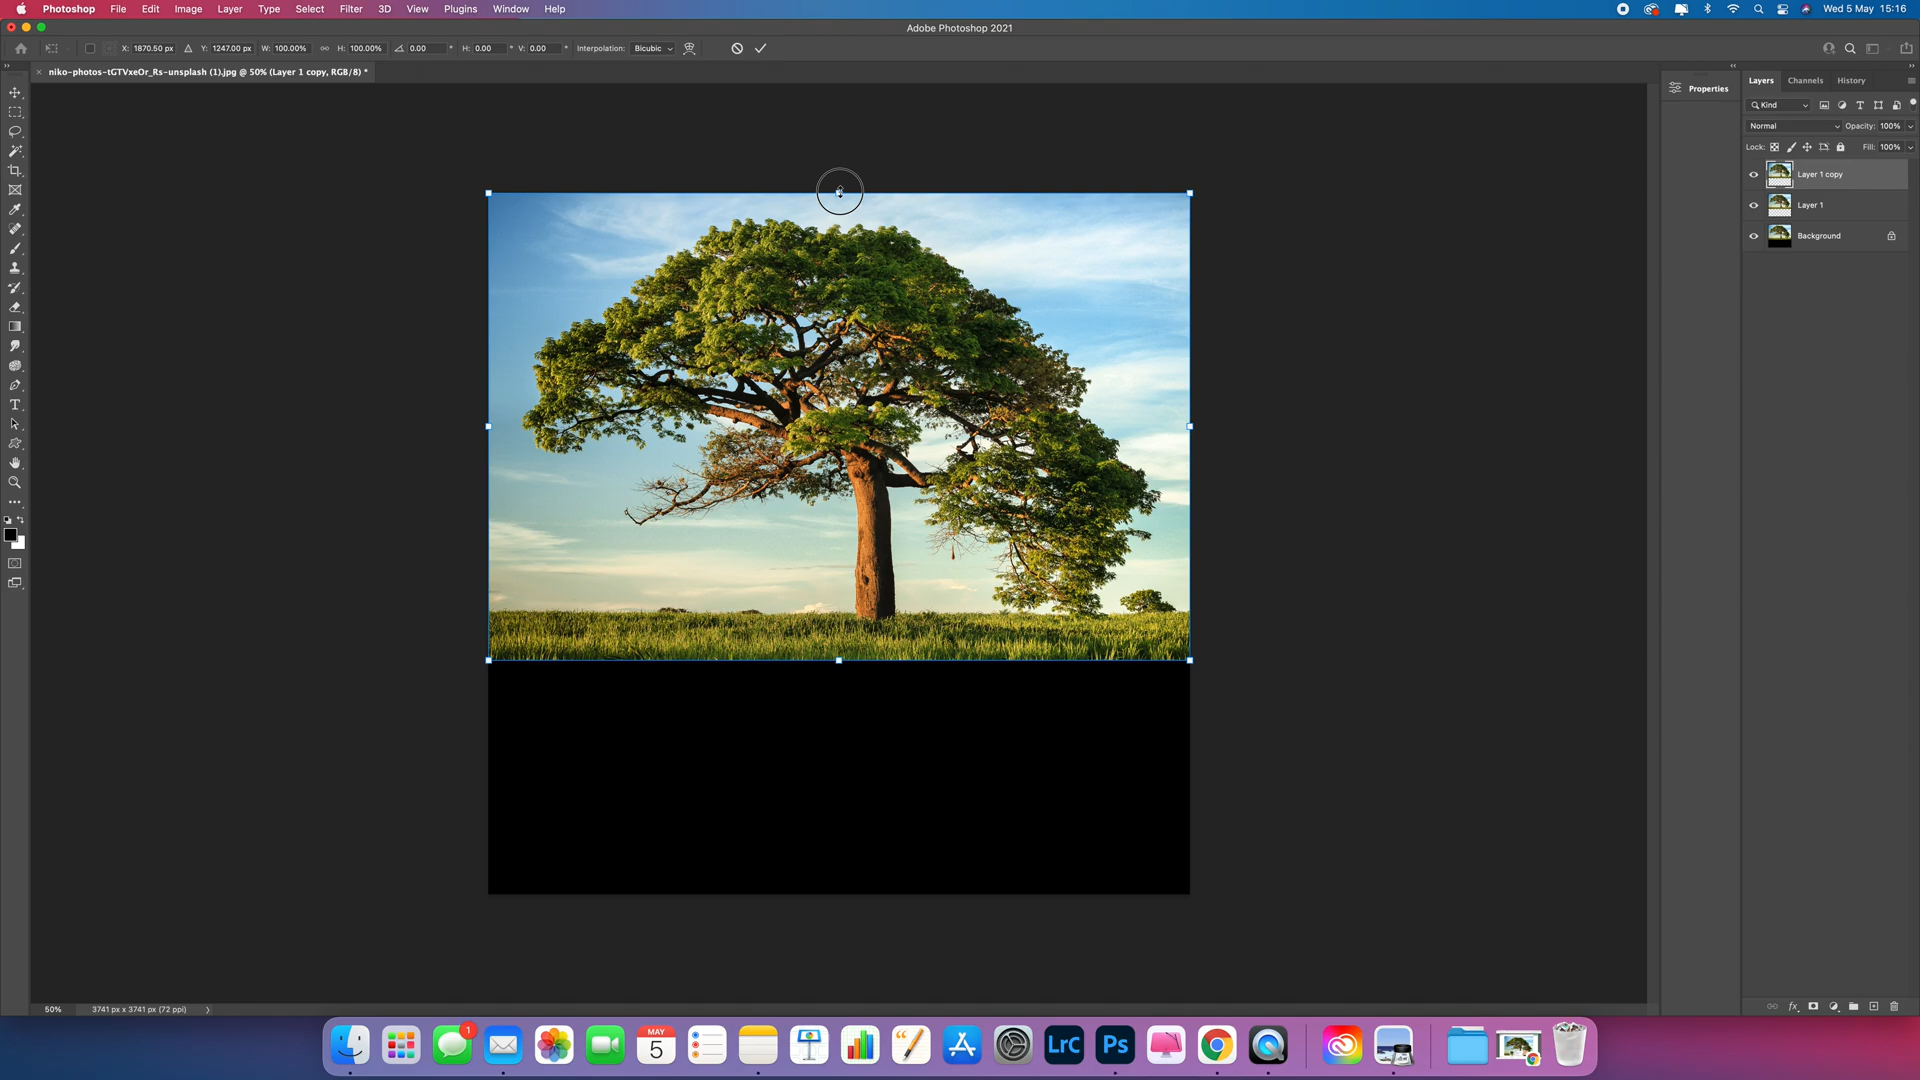 Photoshop File Edit Image Layer Type Select Filter 3D View Plugins Window Help Wed 5 May 15:16
Adobe Photoshop 2021
X: 1870.50 px Y: 1247.00 px W: 100.00% H: 100.00% 0.00 ° H: 0.00 ° V: 0.00 ° Interpolation: Bicubic
niko-photos-tGTVxeOr_Rs-unsplash (1).jpg @ 50% (Layer 1 copy, RGB/8) *
Properties
Layers Channels History
Kind
Normal Opacity: 100%
Lock: Fill: 100%
Layer 1 copy
Layer 1
Background
50% 3741 px x 3741 px (72 ppi)
1
MAY
5
LrC
Ps